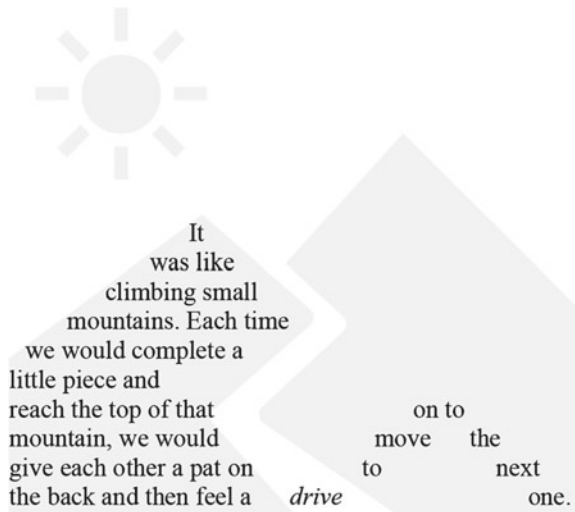 It
was like
climbing small
mountains. Each time
we would complete a
little piece and
reach the top of that
mountain, we would
give each other a pat on
the back and then feel a drive
to
move
on to
the
next
one.